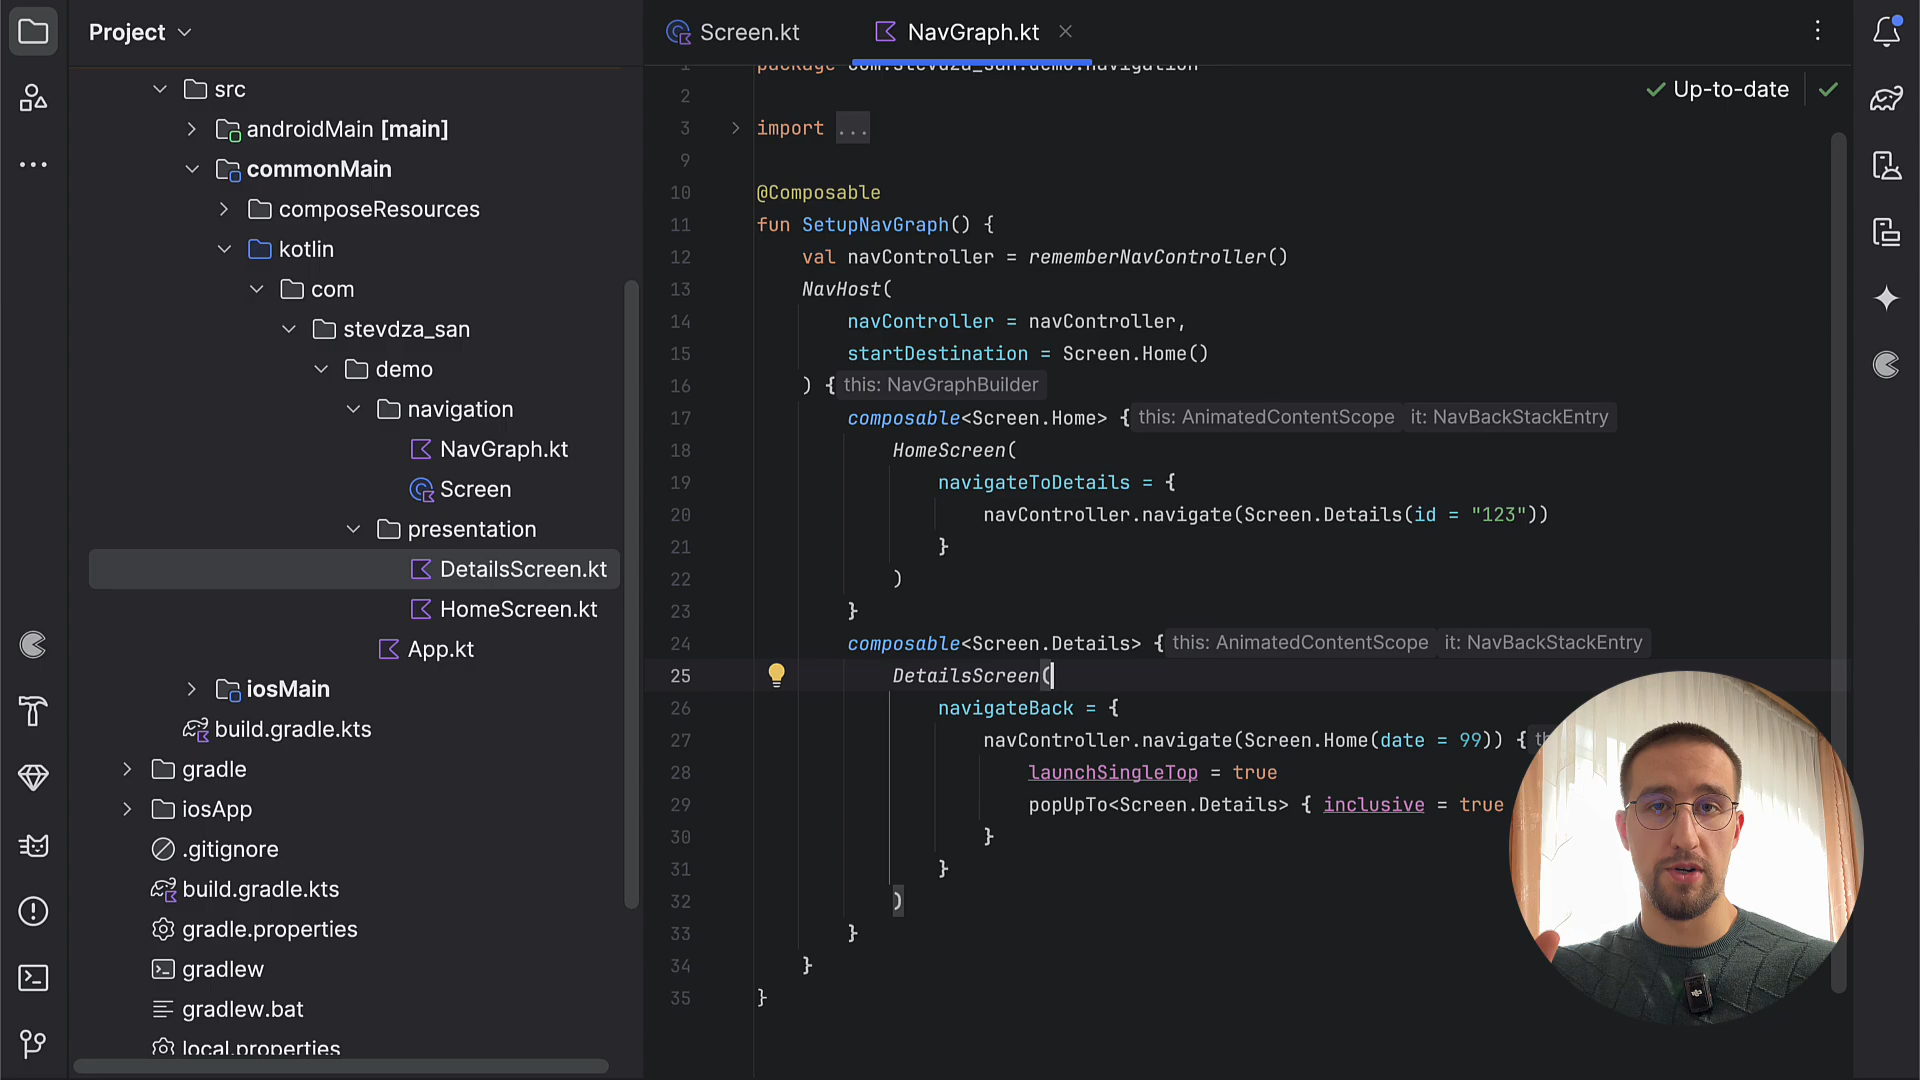 Project
Screen.kt
NavGraph.kt
src
androidMain [main]
commonMain
composeResources
kotlin
com
stevdza_san
demo
navigation
NavGraph.kt
Screen
presentation
DetailsScreen.kt
HomeScreen.kt
App.kt
iosMain
build.gradle.kts
gradle
iosApp
.gitignore
build.gradle.kts
gradle.properties
gradlew
gradlew.bat
local.properties
Up-to-date
1 package com.stevdza_san.demo.navigation
2
3 import ...
9
10 @Composable
11 fun SetupNavGraph() {
12 val navController = rememberNavController()
13 NavHost(
14 navController = navController,
15 startDestination = Screen.Home()
16 ) { this: NavGraphBuilder
17 composable<Screen.Home> { this: AnimatedContentScope it: NavBackStackEntry
18 HomeScreen(
19 navigateToDetails = {
20 navController.navigate(Screen.Details(id = "123"))
21 }
22 )
23 }
24 composable<Screen.Details> { this: AnimatedContentScope it: NavBackStackEntry
25 DetailsScreen(
26 navigateBack = {
27 navController.navigate(Screen.Home(date = 99)) {
28 launchSingleTop = true
29 popUpTo<Screen.Details> { inclusive = true
30 }
31 }
32 )
33 }
34 }
35 }